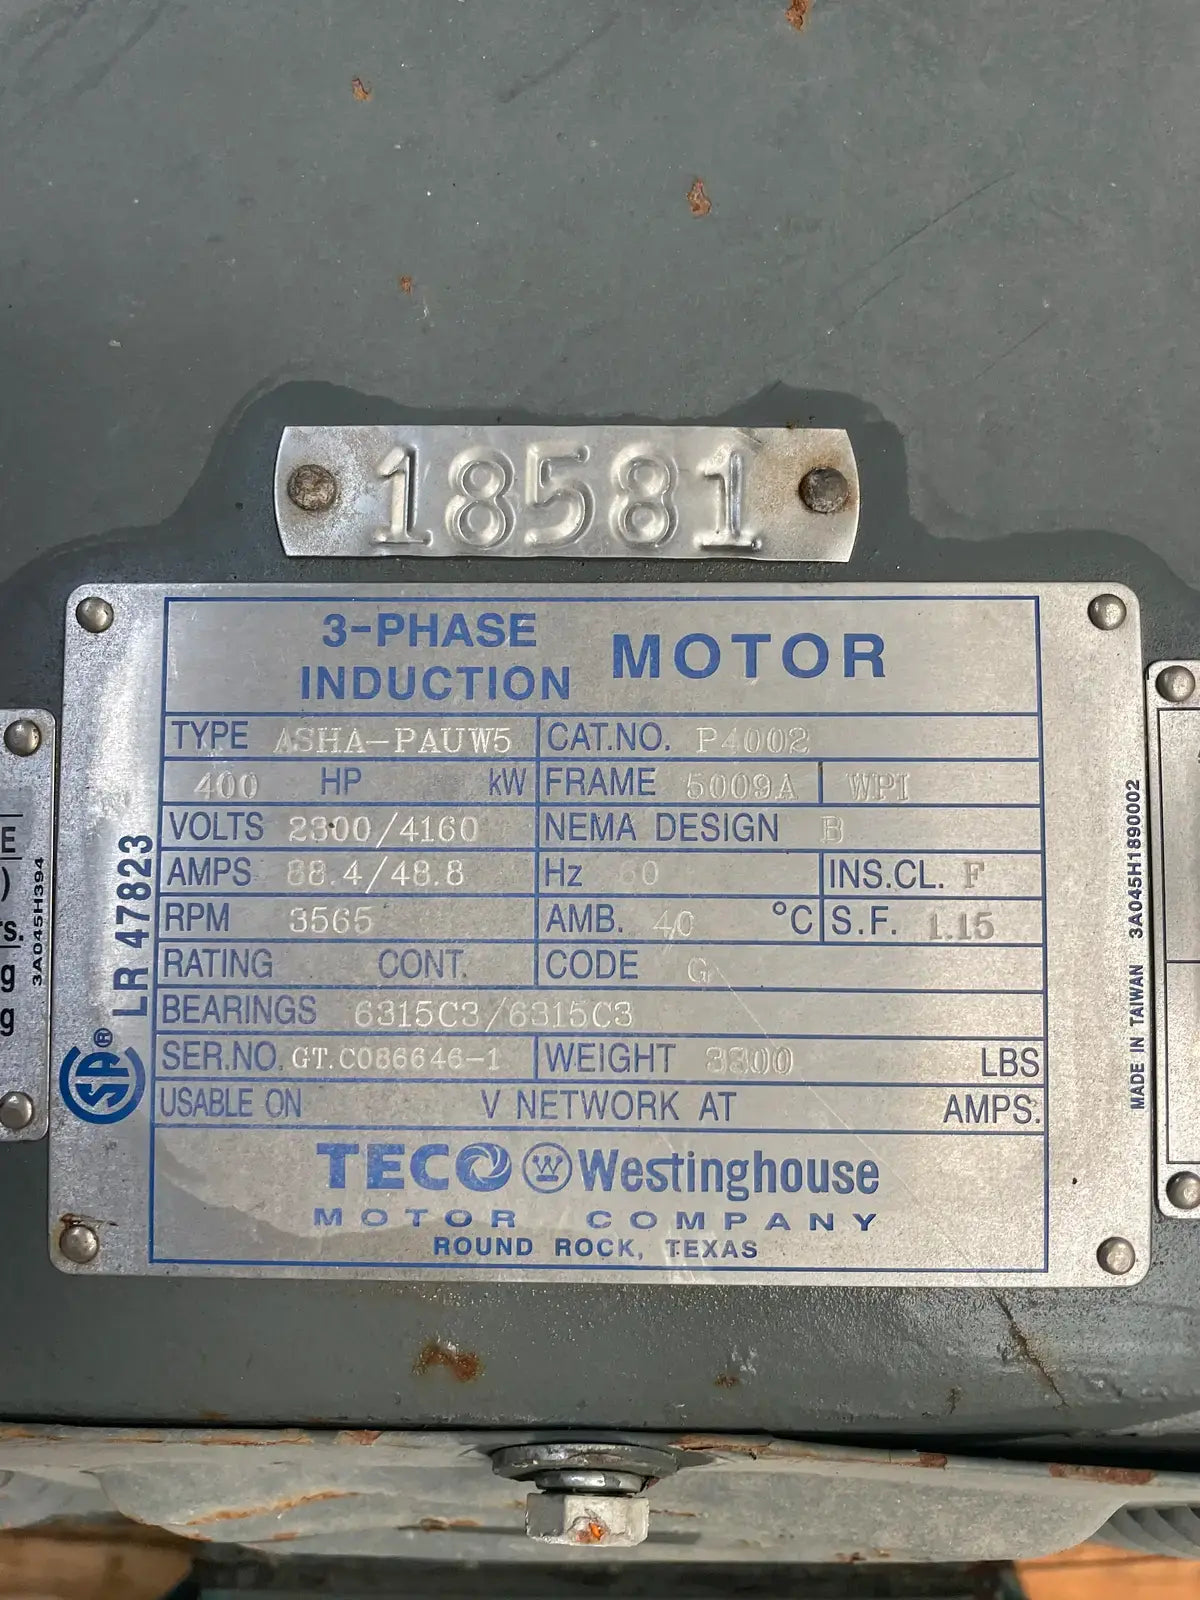 18581
3-PHASE
INDUCTION MOTOR
TYPE ASHA-PAUW5 CAT.NO. P4002
400 HP kW FRAME 5009A WPI
VOLTS 2300/4160 NEMA DESIGN B
AMPS 88.4/48.8 Hz 60 INS.CL. F
RPM 3565 AMB. 40 °C S.F. 1.15
RATING CONT. CODE G
BEARINGS 6315C3/6315C3
SER.NO. GT.C086646-1 WEIGHT 3300 LBS
USABLE ON V NETWORK AT AMPS.
TECO W Westinghouse
MOTOR COMPANY
ROUND ROCK, TEXAS
LR 47823
SA®
MADE IN TAIWAN 3A045H1890002
E
)
rs.
g
g
3A045H394